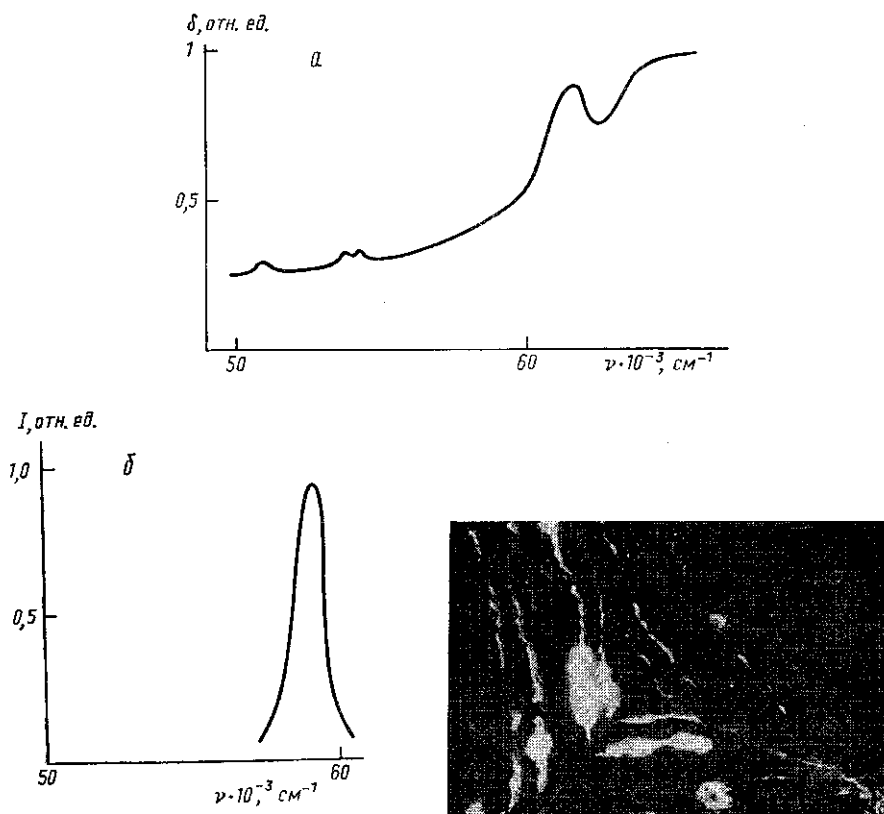 δ, отн. ед.
1
а
0,5
50
60
ν·10⁻³, см⁻¹
I, отн. ед.
1,0
б
0,5
50
60
ν·10⁻³, см⁻¹